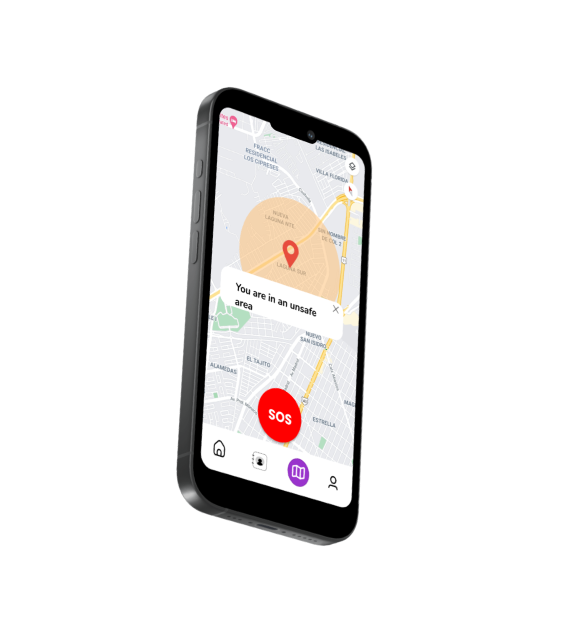 FRACC
RESIDENCIAL
LOS CIPRESES
LAS ISABELES
VILLA FLORIDA
NUEVA
LAGUNA NTE.
SIN NOMBRE
DE COL 2
LAGUNA SUR
You are in an unsafe
area
NUEVO
SAN ISIDRO
EL TAJITO
ALAMEDAS
SOS
ESTRELLA